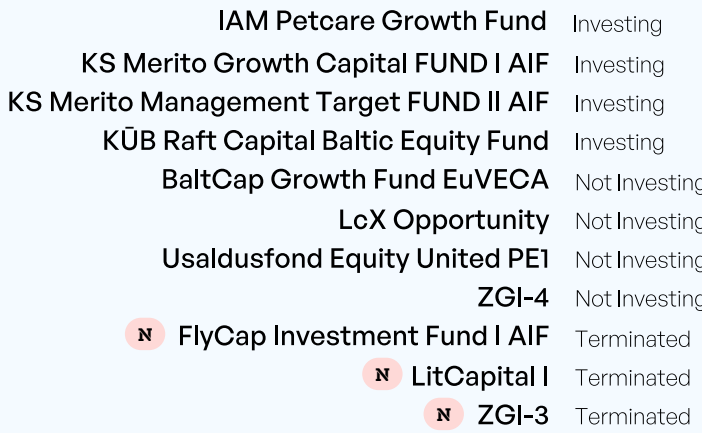 IAM Petcare Growth Fund Investing
KS Merito Growth Capital FUND I AIF Investing
KS Merito Management Target FUND II AIF Investing
KŪB Raft Capital Baltic Equity Fund Investing
BaltCap Growth Fund EuVECA Not Investing
LcX Opportunity Not Investing
Usaldusfond Equity United PE1 Not Investing
ZGI-4 Not Investing
N FlyCap Investment Fund I AIF Terminated
N LitCapital I Terminated
N ZGI-3 Terminated